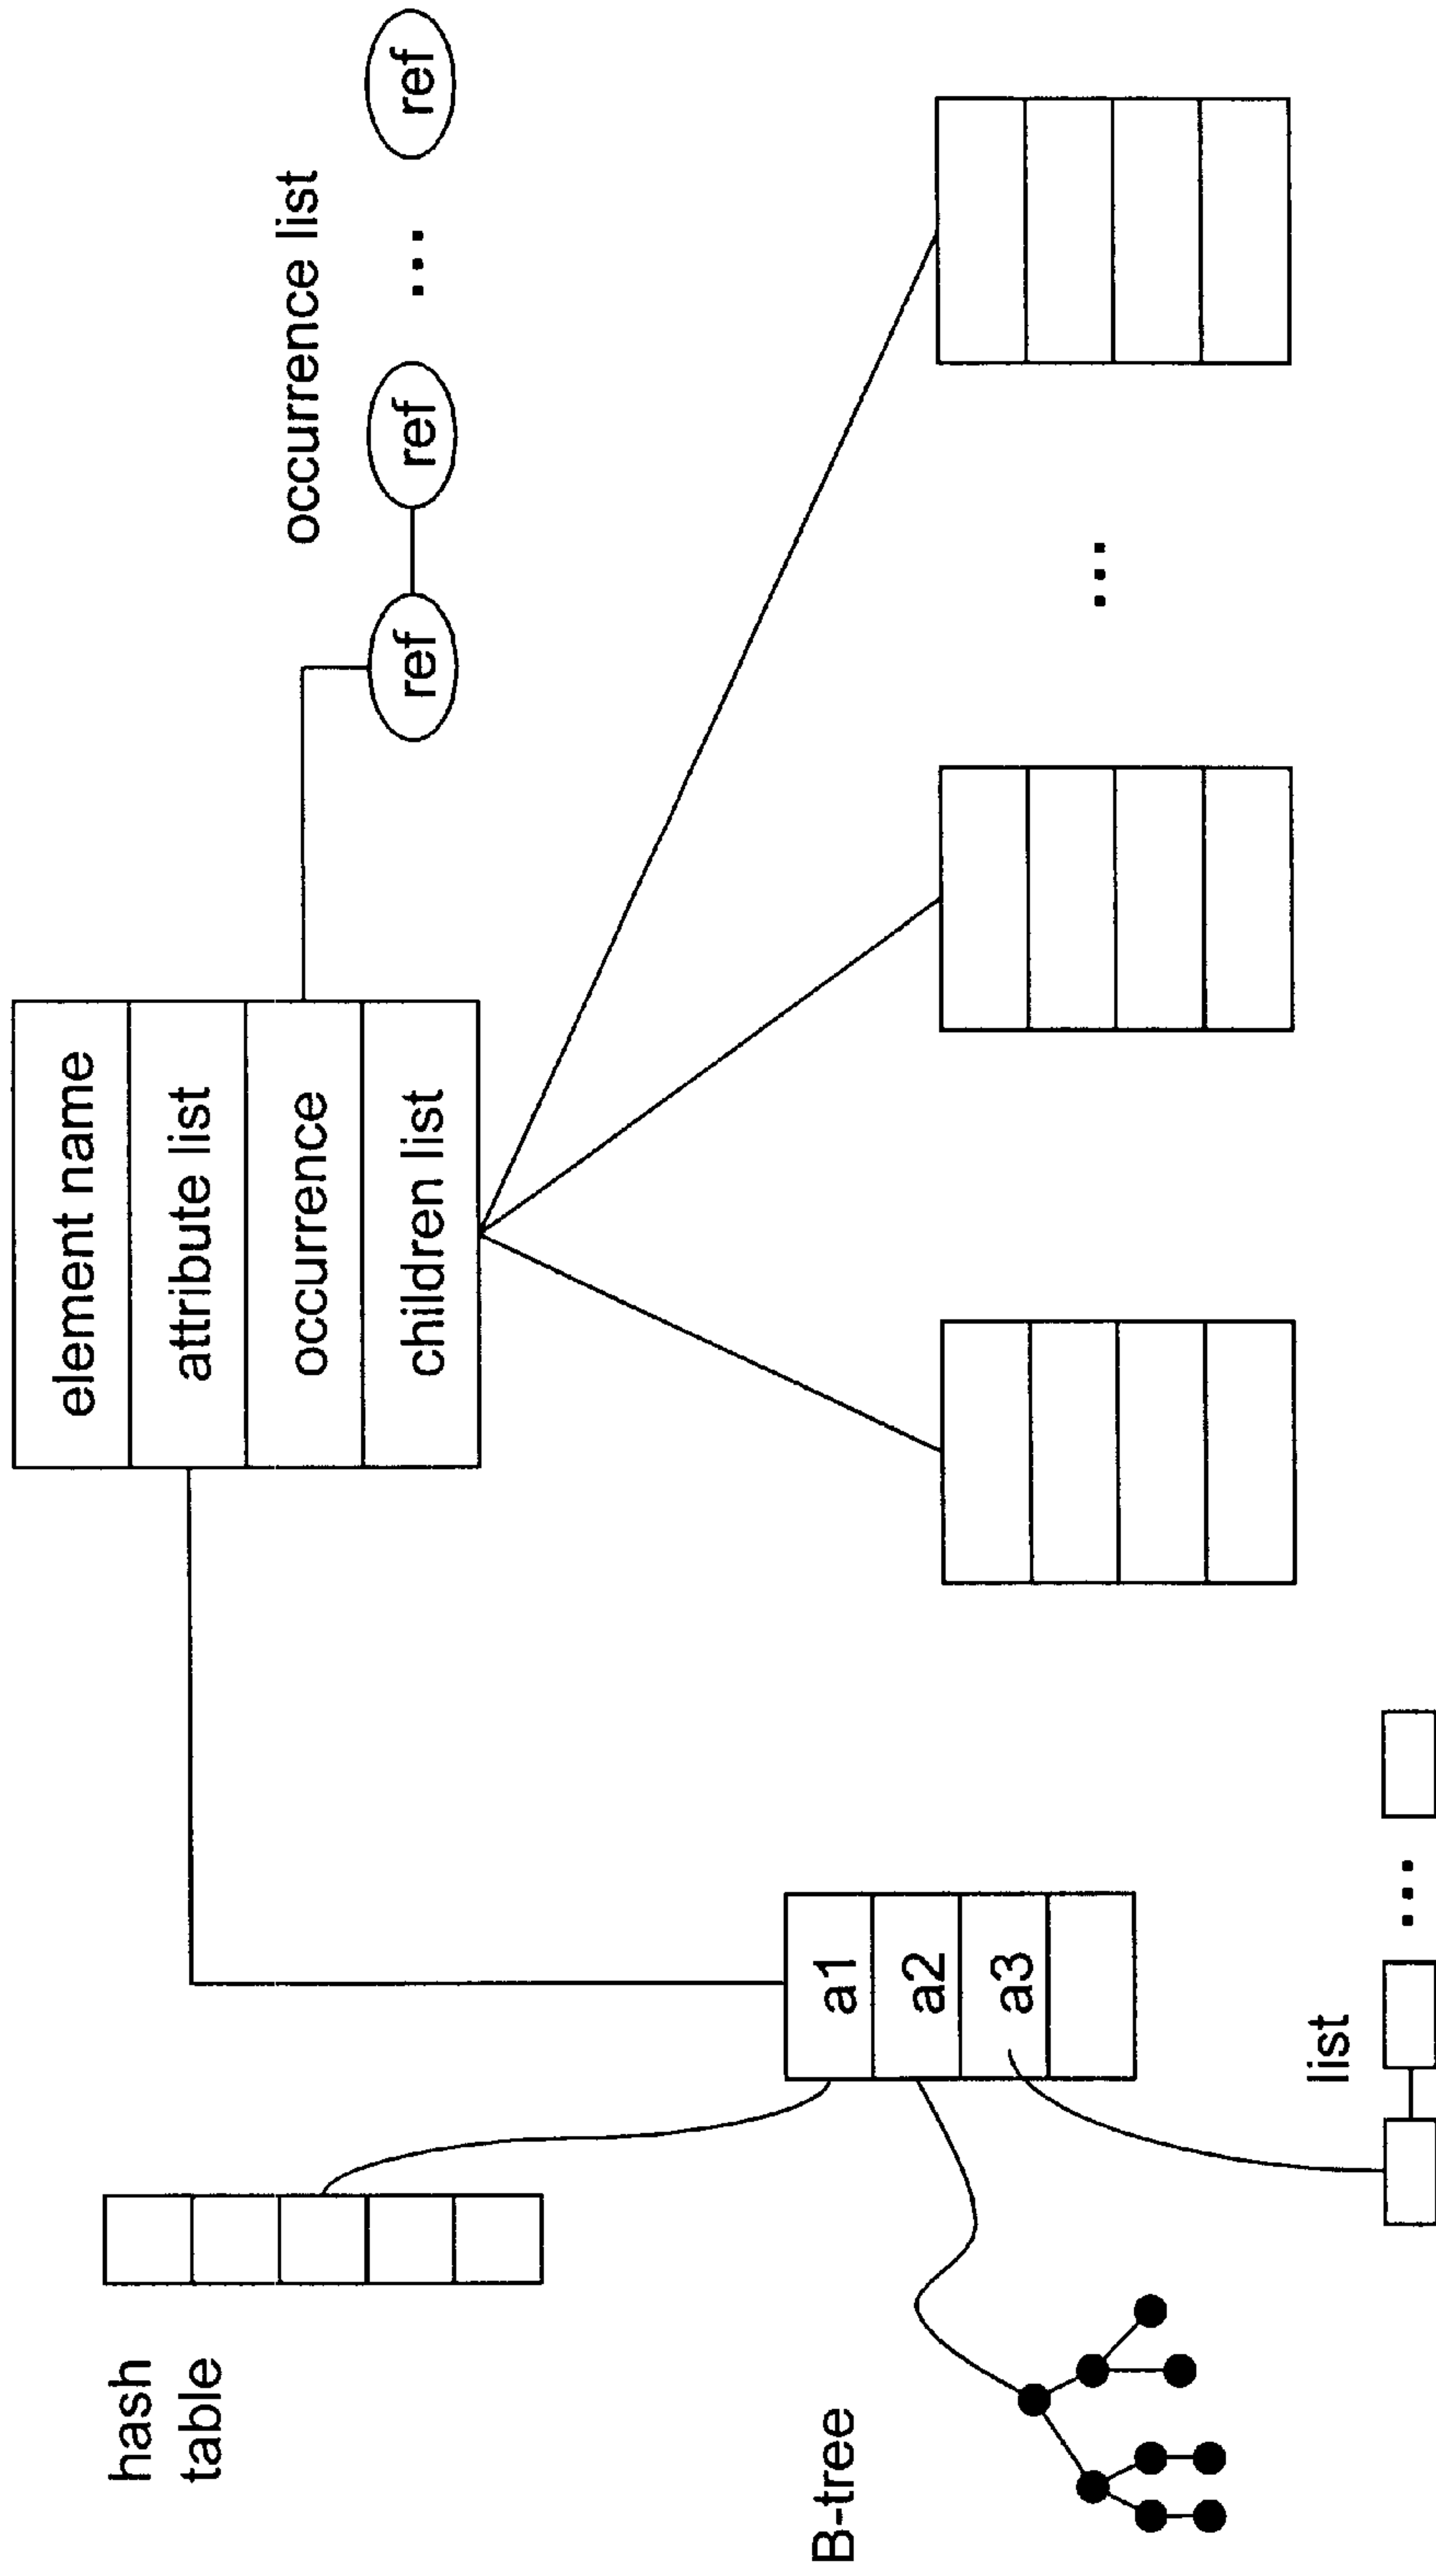 element name
attribute list
occurrence
children list
occurrence list
ref
ref
...
ref
hash
table
a1
a2
a3
B-tree
list
...
...